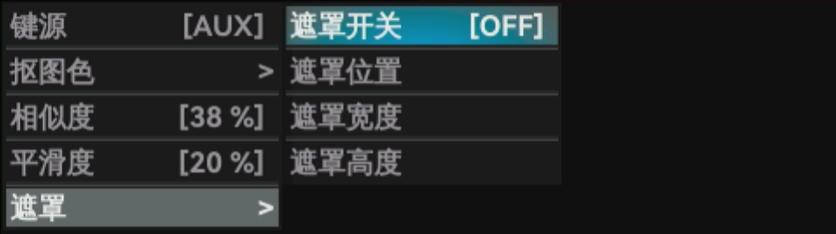 键源 [AUX]
抠图色 >
相似度 [38 %]
平滑度 [20 %]
遮罩 >
遮罩开关 [OFF]
遮罩位置
遮罩宽度
遮罩高度